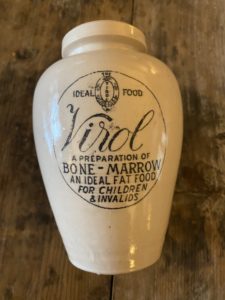 IDEAL FOOD
Virol
A PREPARATION OF
BONE-MARROW
AN IDEAL FAT FOOD
FOR CHILDREN
& INVALIDS